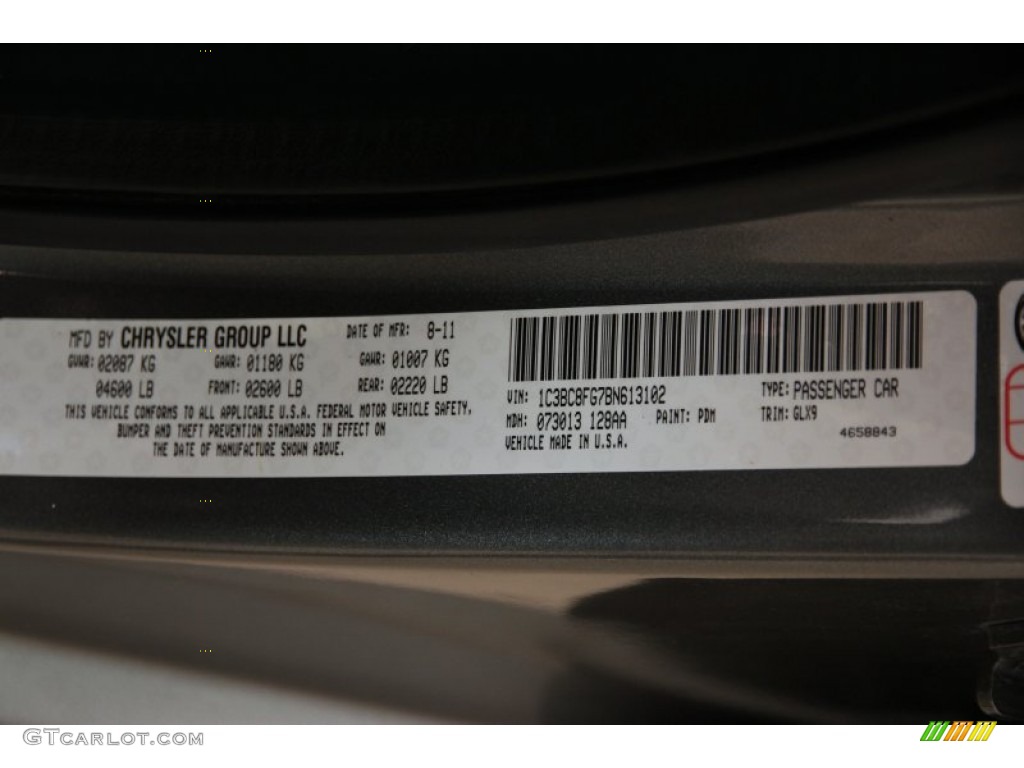 MFD BY CHRYSLER GROUP LLC DATE OF MFR: 8-11
GVWR: 02087 KG GAWR: 01180 KG GAWR: 01007 KG
04600 LB FRONT: 02600 LB REAR: 02220 LB
THIS VEHICLE CONFORMS TO ALL APPLICABLE U.S.A. FEDERAL MOTOR VEHICLE SAFETY,
BUMPER AND THEFT PREVENTION STANDARDS IN EFFECT ON
THE DATE OF MANUFACTURE SHOWN ABOVE.
VIN: 1C3BC8FG7BN613102 TYPE: PASSENGER CAR
MDH: 073013 128AA PAINT: PDM TRIM: GLX9
VEHICLE MADE IN U.S.A. 4658843
GTcarlot.com